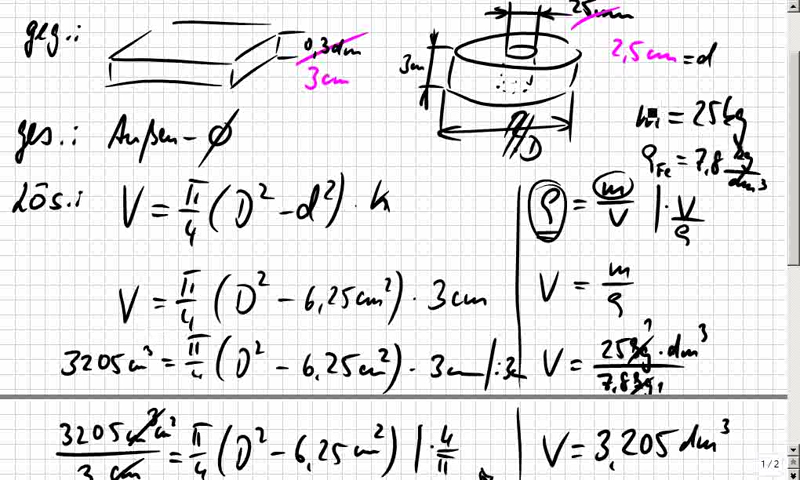 geg.:
0,3dm
3cm
25mm
2,5cm = d
3cm
D
m = 25kg
ρFe = 7,8 kg/dm³
ges.: Außen-Ø
Lös.: V = π/4 (D² - d²) · h
ρ = m/V | · V/ρ
V = π/4 (D² - 6,25cm²) · 3cm
V = m/ρ
3205cm³ = π/4 (D² - 6,25cm²) · 3cm | :3
V = 25kg · dm³ / 7,8kg
3205cm³ cm² / 3cm = π/4 (D² - 6,25cm²) | · 4/π
V = 3,205 dm³
1/2